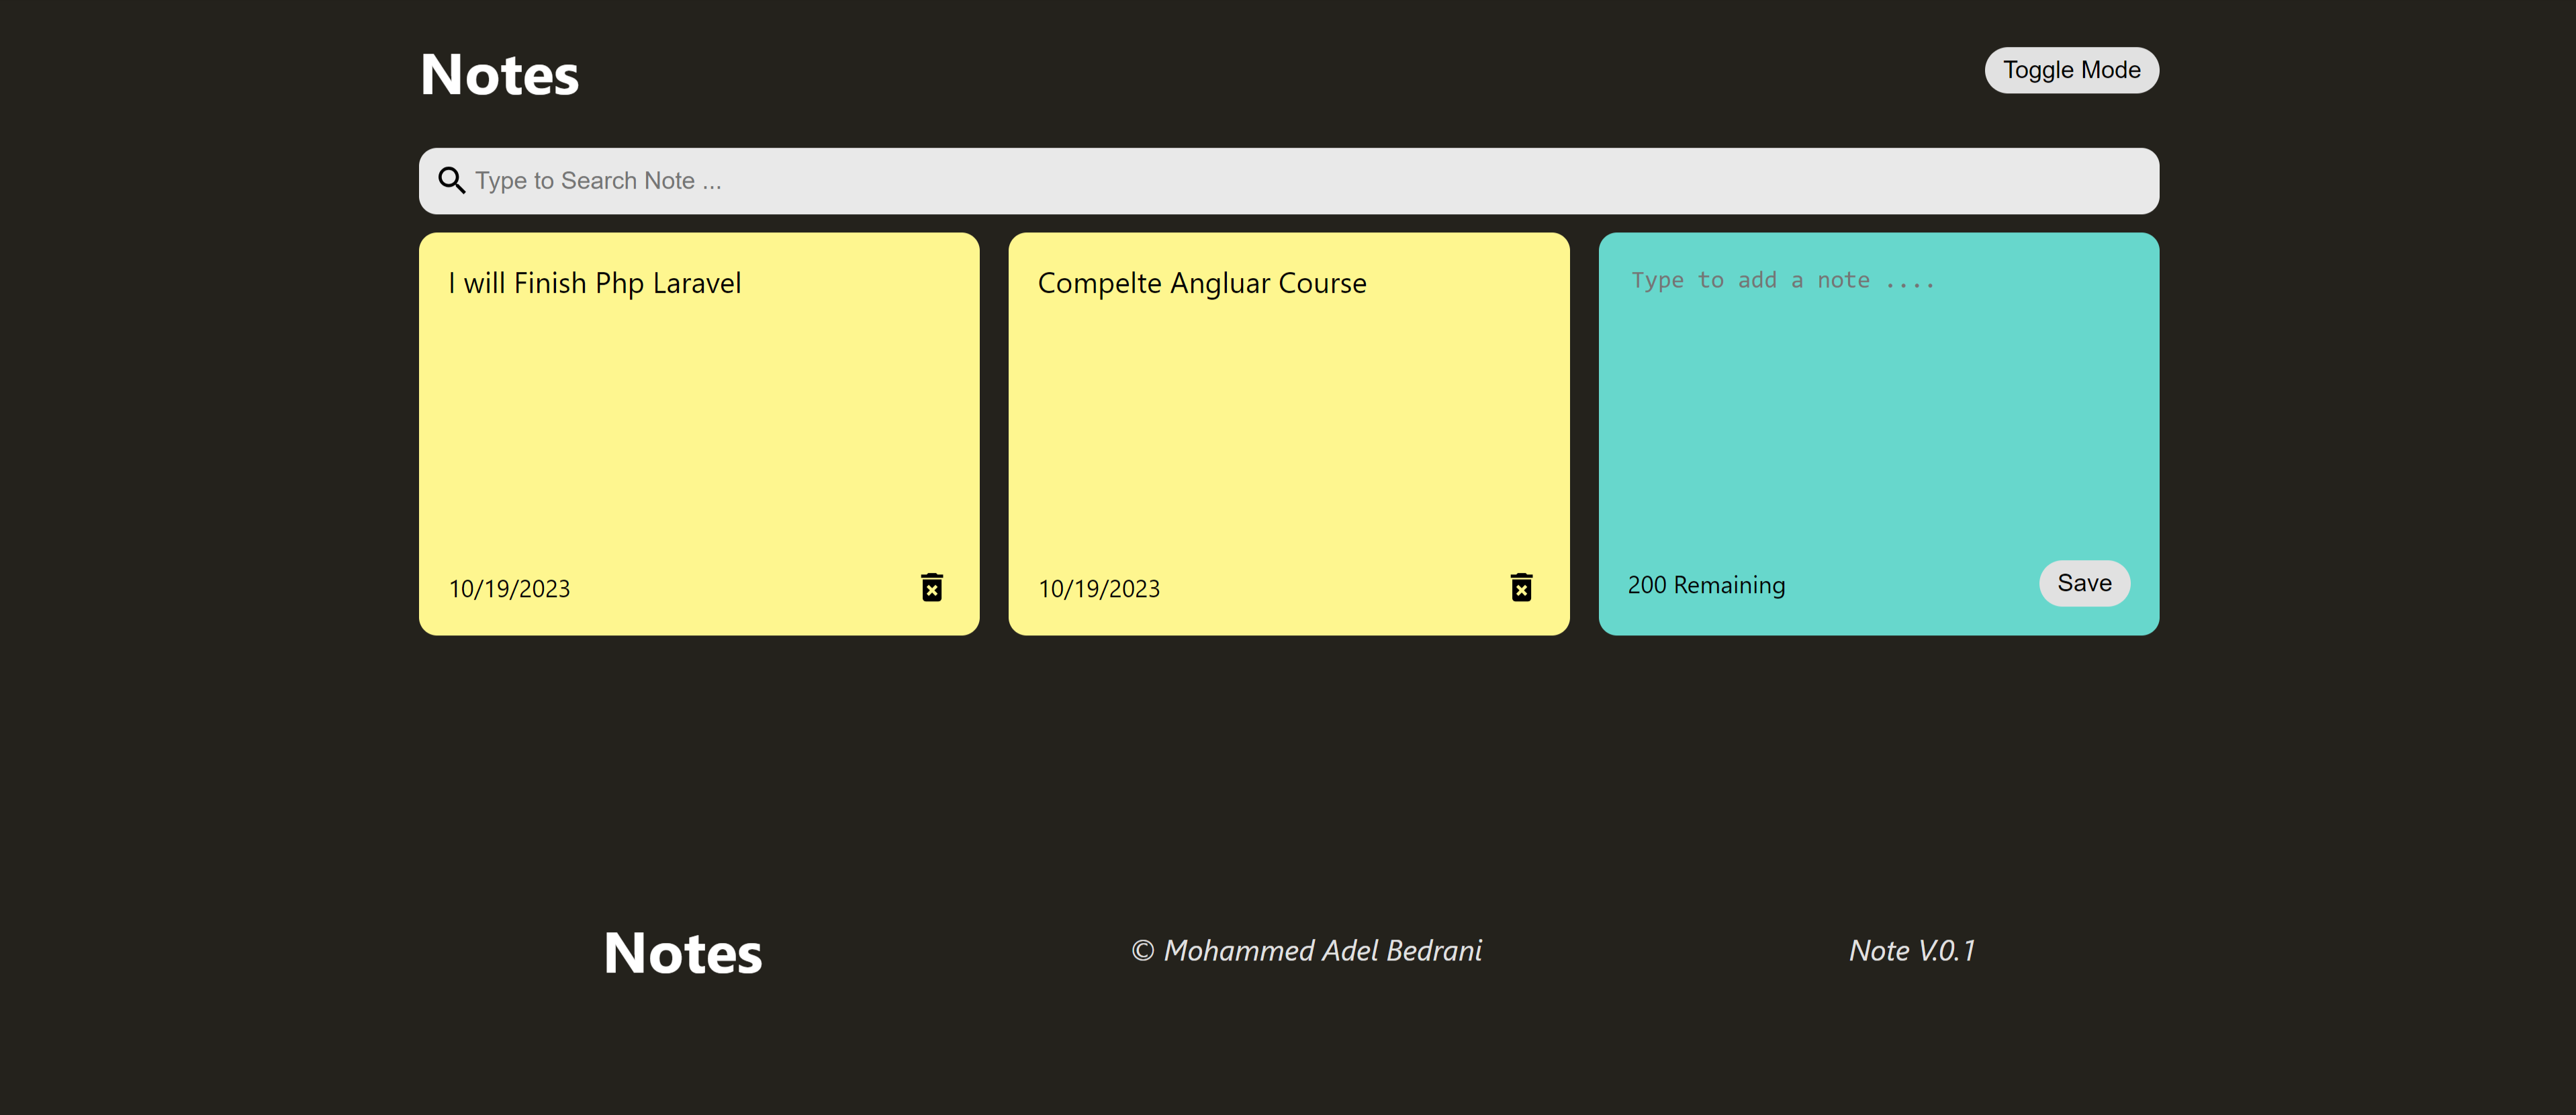 Notes
Toggle Mode
Type to Search Note ...
I will Finish Php Laravel
10/19/2023
Compelte Angluar Course
10/19/2023
Type to add a note ....
200 Remaining
Save
Notes
© Mohammed Adel Bedrani
Note V.0.1